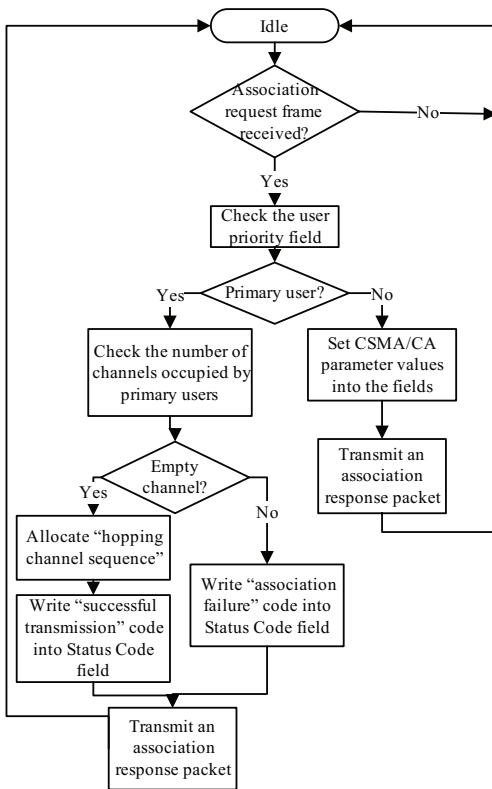 Idle
Association
request frame
received?
No
Yes
Check the user
priority field
Primary user?
Yes
No
Check the number of
channels occupied by
primary users
Set CSMA/CA
parameter values
into the fields
Transmit an
association
response packet
Empty
channel?
Yes
No
Allocate “hopping
channel sequence”
Write “successful
transmission” code
into Status Code
field
Write “association
failure” code into
Status Code field
Transmit an
association
response packet